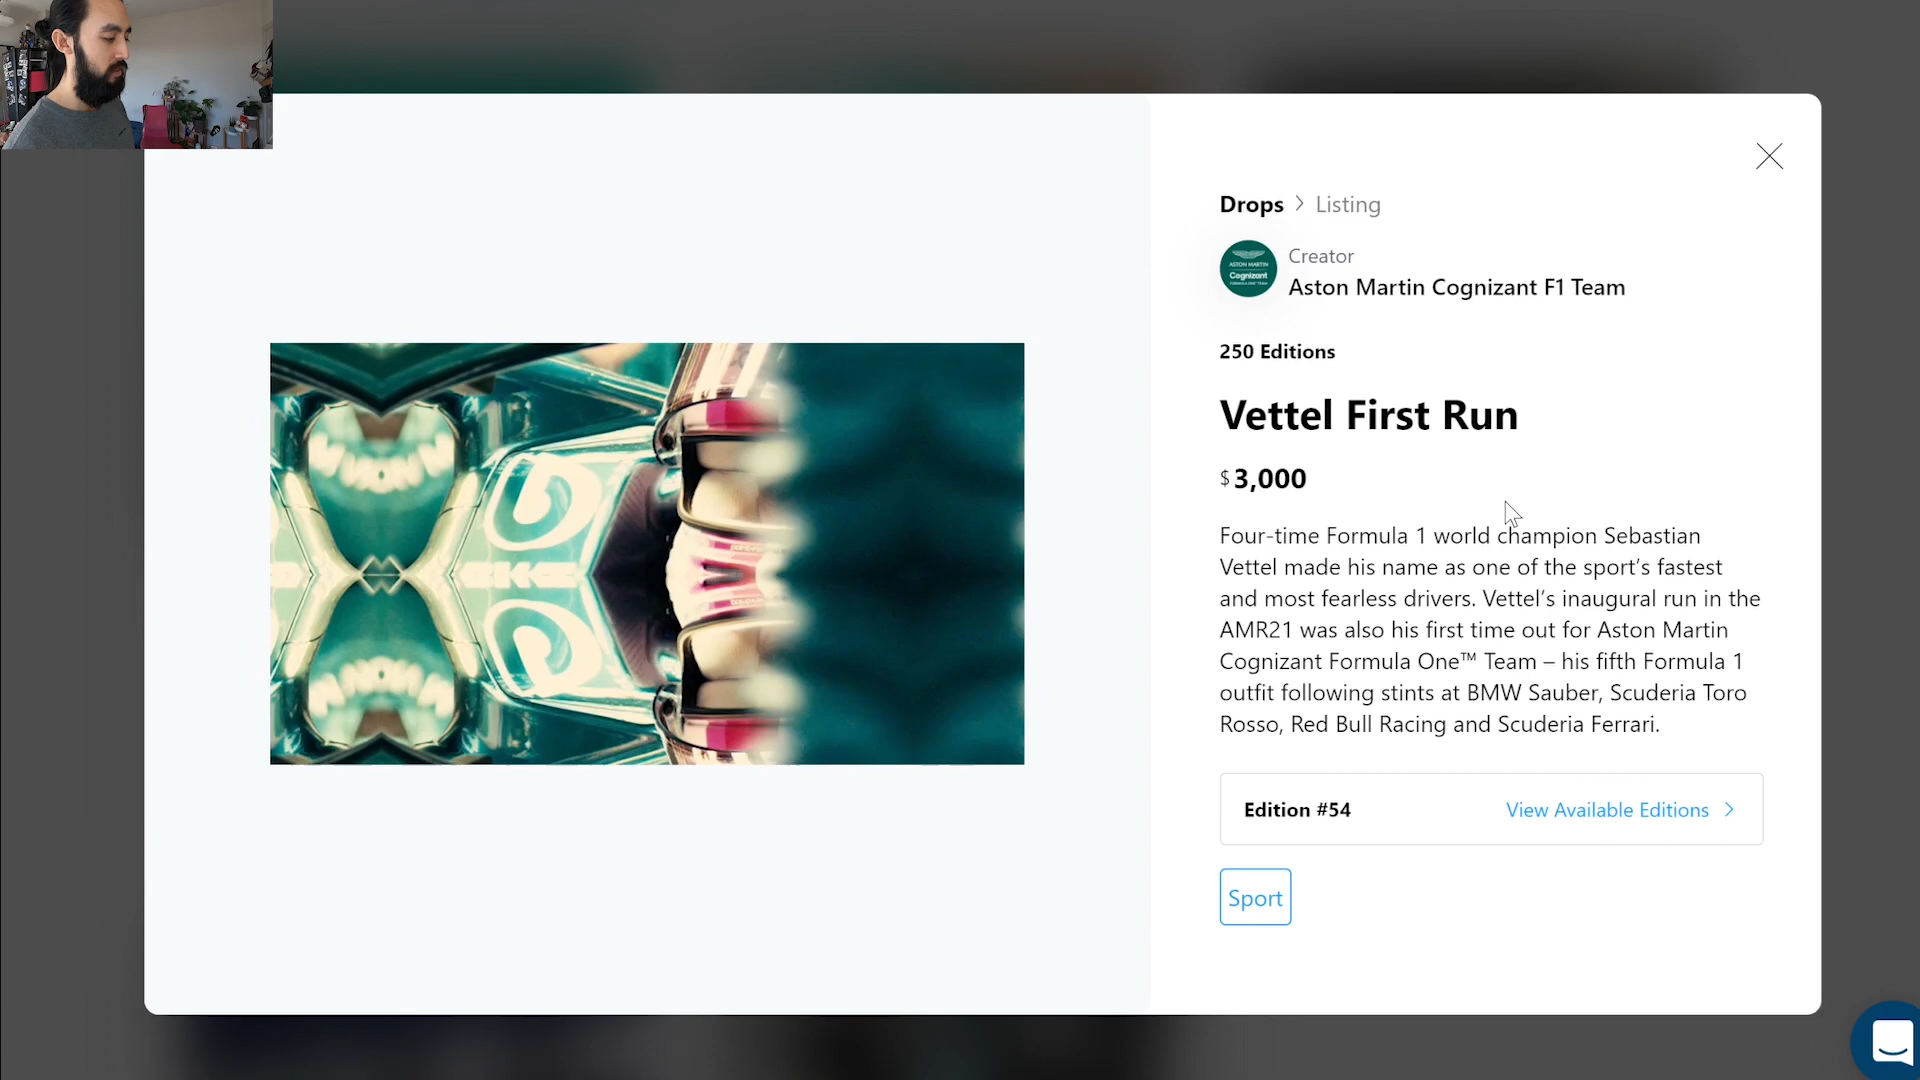 Drops > Listing
ASTON MARTIN
Cognizant
Creator
Aston Martin Cognizant F1 Team
250 Editions
Vettel First Run
$3,000
Four-time Formula 1 world champion Sebastian
Vettel made his name as one of the sport’s fastest
and most fearless drivers. Vettel’s inaugural run in the
AMR21 was also his first time out for Aston Martin
Cognizant Formula One™ Team – his fifth Formula 1
outfit following stints at BMW Sauber, Scuderia Toro
Rosso, Red Bull Racing and Scuderia Ferrari.
Edition #54
View Available Editions >
Sport